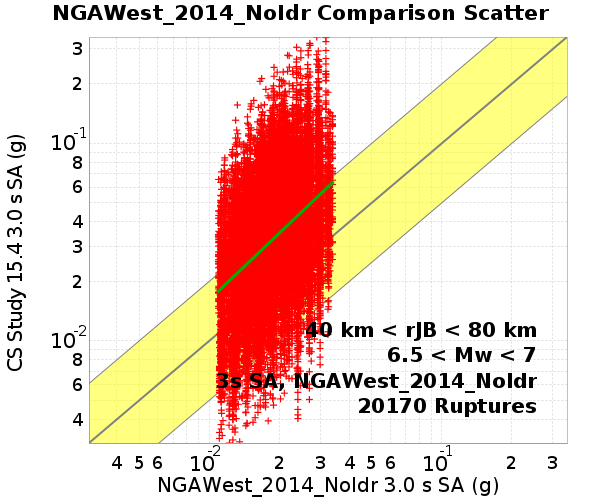 NGAWest_2014_NoIdr Comparison Scatter
CS Study 15.4 3.0 s SA (g)
3
2
10-1
8
6
4
3
2
10-2
8
6
4
40 km < rJB < 80 km
6.5 < Mw < 7
3s SA, NGAWest_2014_NoIdr
20170 Ruptures
4 5 6 10-2 2 3 4 5 6 10-1 2 3
NGAWest_2014_NoIdr 3.0 s SA (g)